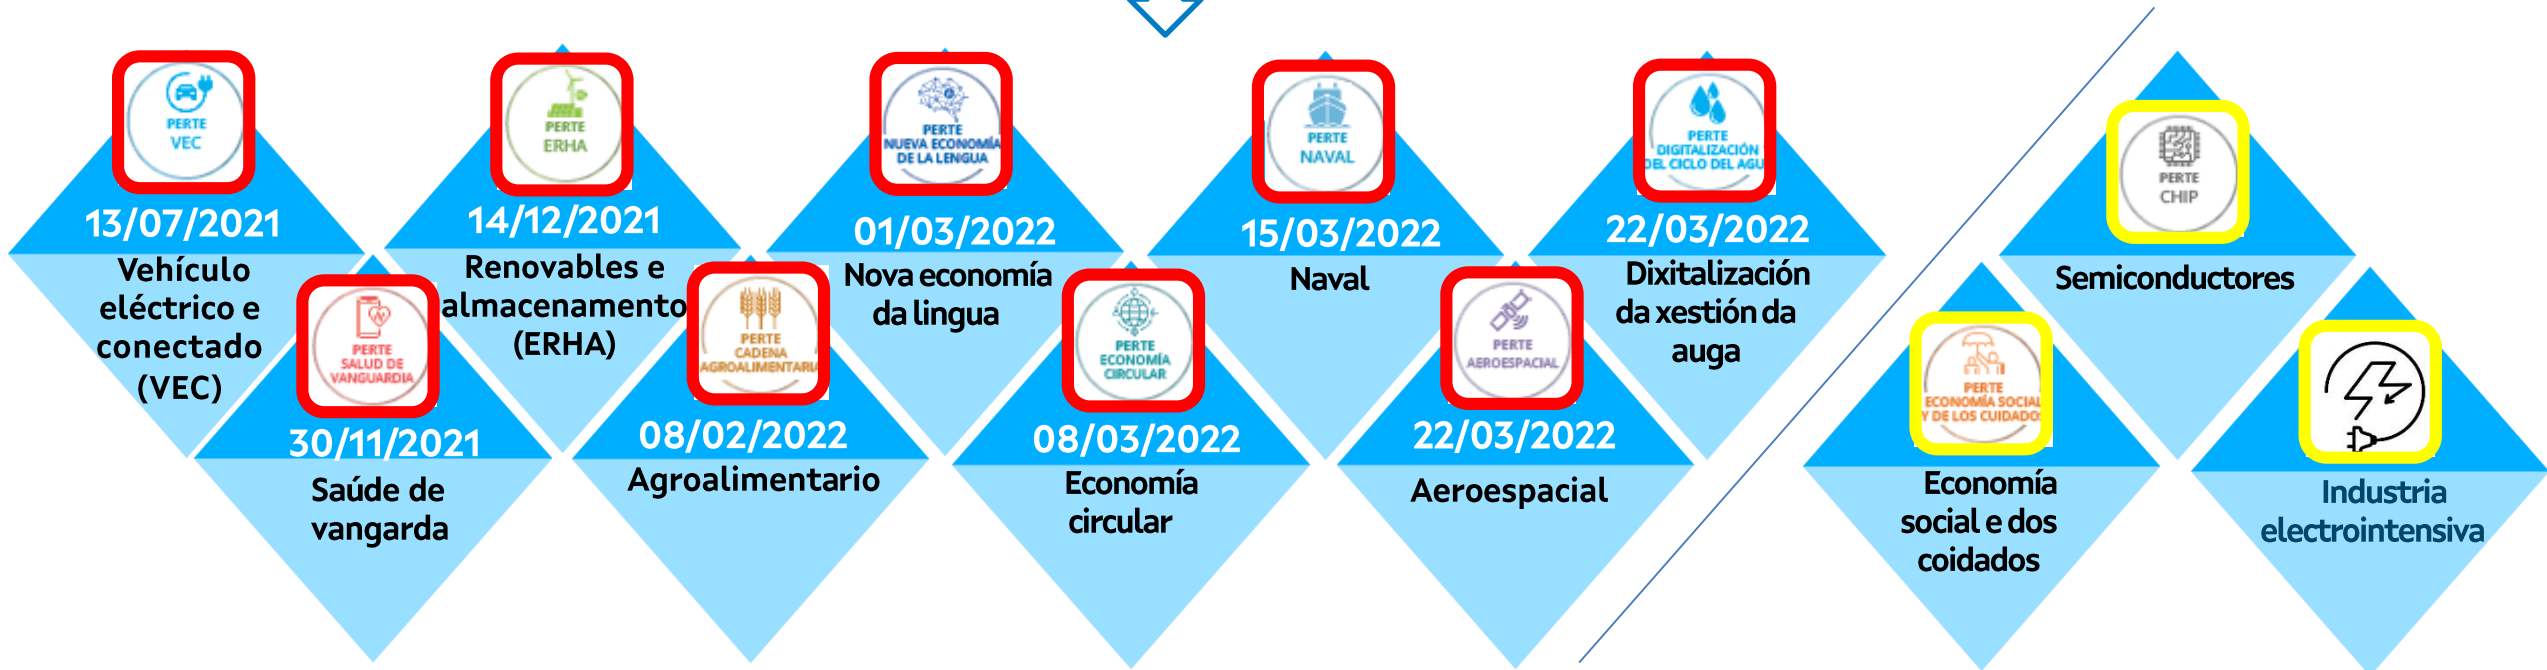 PERTE
VEC
13/07/2021
Vehículo
eléctrico e
conectado
(VEC)
PERTE
SALUD DE
VANGUARDIA
30/11/2021
Saúde de
vangarda
PERTE
ERHA
14/12/2021
Renovables e
almacenamento
(ERHA)
PERTE
CADENA
AGROALIMENTARIA
08/02/2022
Agroalimentario
PERTE
NUEVA ECONOMÍA
DE LA LENGUA
01/03/2022
Nova economía
da lingua
PERTE
ECONOMÍA
CIRCULAR
08/03/2022
Economía
circular
PERTE
NAVAL
15/03/2022
Naval
PERTE
AEROESPACIAL
22/03/2022
Aeroespacial
PERTE
DIGITALIZACIÓN
DEL CICLO DEL AGU
22/03/2022
Dixitalización
da xestión da
auga
PERTE
ECONOMÍA SOCIAL
Y DE LOS CUIDADOS
Economía
social e dos
coidados
PERTE
CHIP
Semiconductores
Industria
electrointensiva